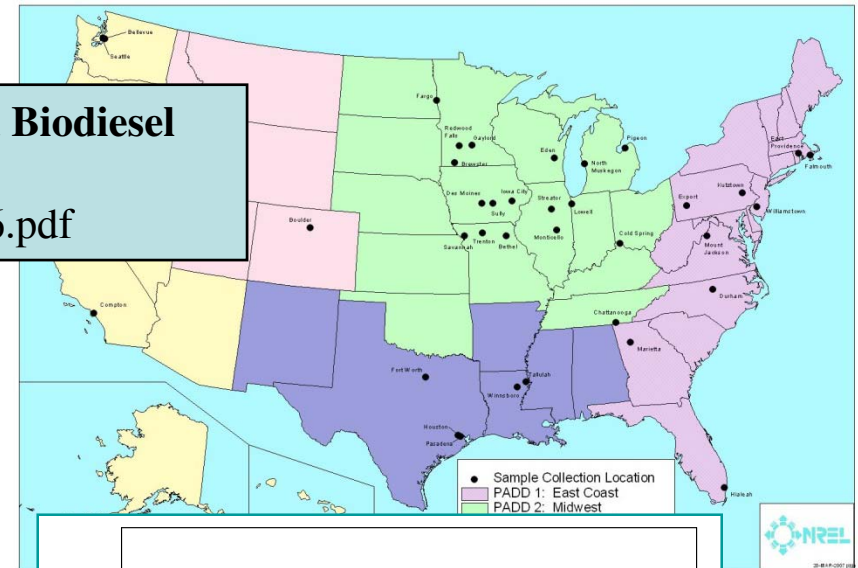 Biodiesel
6.pdf
Bellevue
Seattle
Fargo
Redwood
Falls
Gaylord
Brewster
Eden
North
Muskegon
Pigeon
East
Providence
Falmouth
Des Moines
Iowa City
Sully
Streator
Lowell
Export
Kutztown
Williamstown
Boulder
Savannah
Trenton
Bethel
Monticello
Cold Spring
Mount
Jackson
Compton
Durham
Chattanooga
Marietta
Fort Worth
Tallulah
Winnsboro
Houston
Pasadena
Hialeah
Sample Collection Location
PADD 1: East Coast
PADD 2: Midwest
NREL